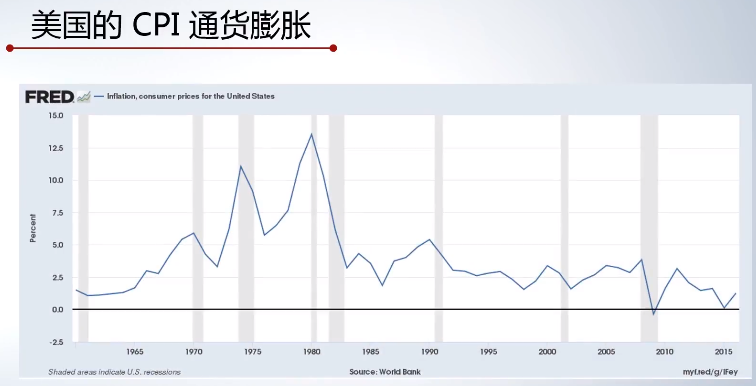 美国的 CPI 通货膨胀
FRED — Inflation, consumer prices for the United States
15.0
12.5
10.0
7.5
5.0
2.5
0.0
-2.5
Percent
1965 1970 1975 1980 1985 1990 1995 2000 2005 2010 2015
Shaded areas indicate U.S. recessions Source: World Bank myf.red/g/lFey